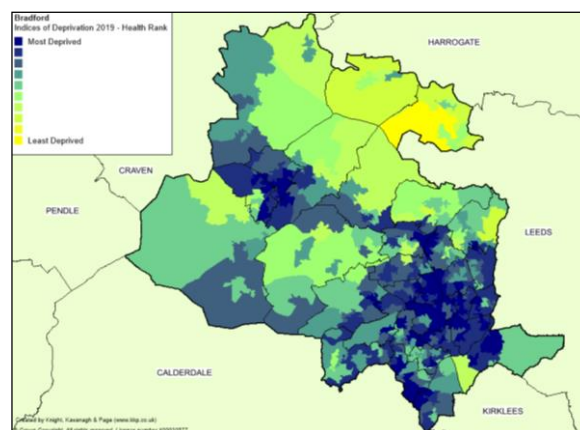 Bradford
Indices of Deprivation 2019 - Health Rank
Most Deprived
Least Deprived
HARROGATE
CRAVEN
PENDLE
LEEDS
CALDERDALE
KIRKLEES
Created by Knight, Kavanagh & Page (www.kkp.co.uk)